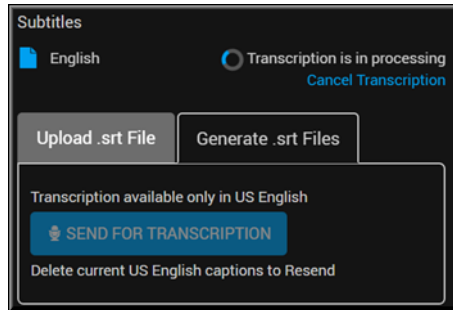 Subtitles
English
Transcription is in processing
Cancel Transcription
Upload .srt File
Generate .srt Files
Transcription available only in US English
SEND FOR TRANSCRIPTION
Delete current US English captions to Resend